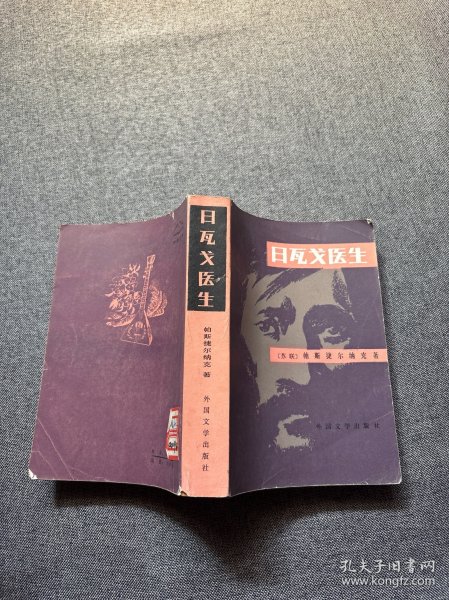 日瓦戈医生
帕斯捷尔纳克 著
外国文学出版社
日瓦戈医生
〔苏联〕帕斯捷尔纳克著
外国文学出版社
孔夫子旧书网
www.kongfz.com